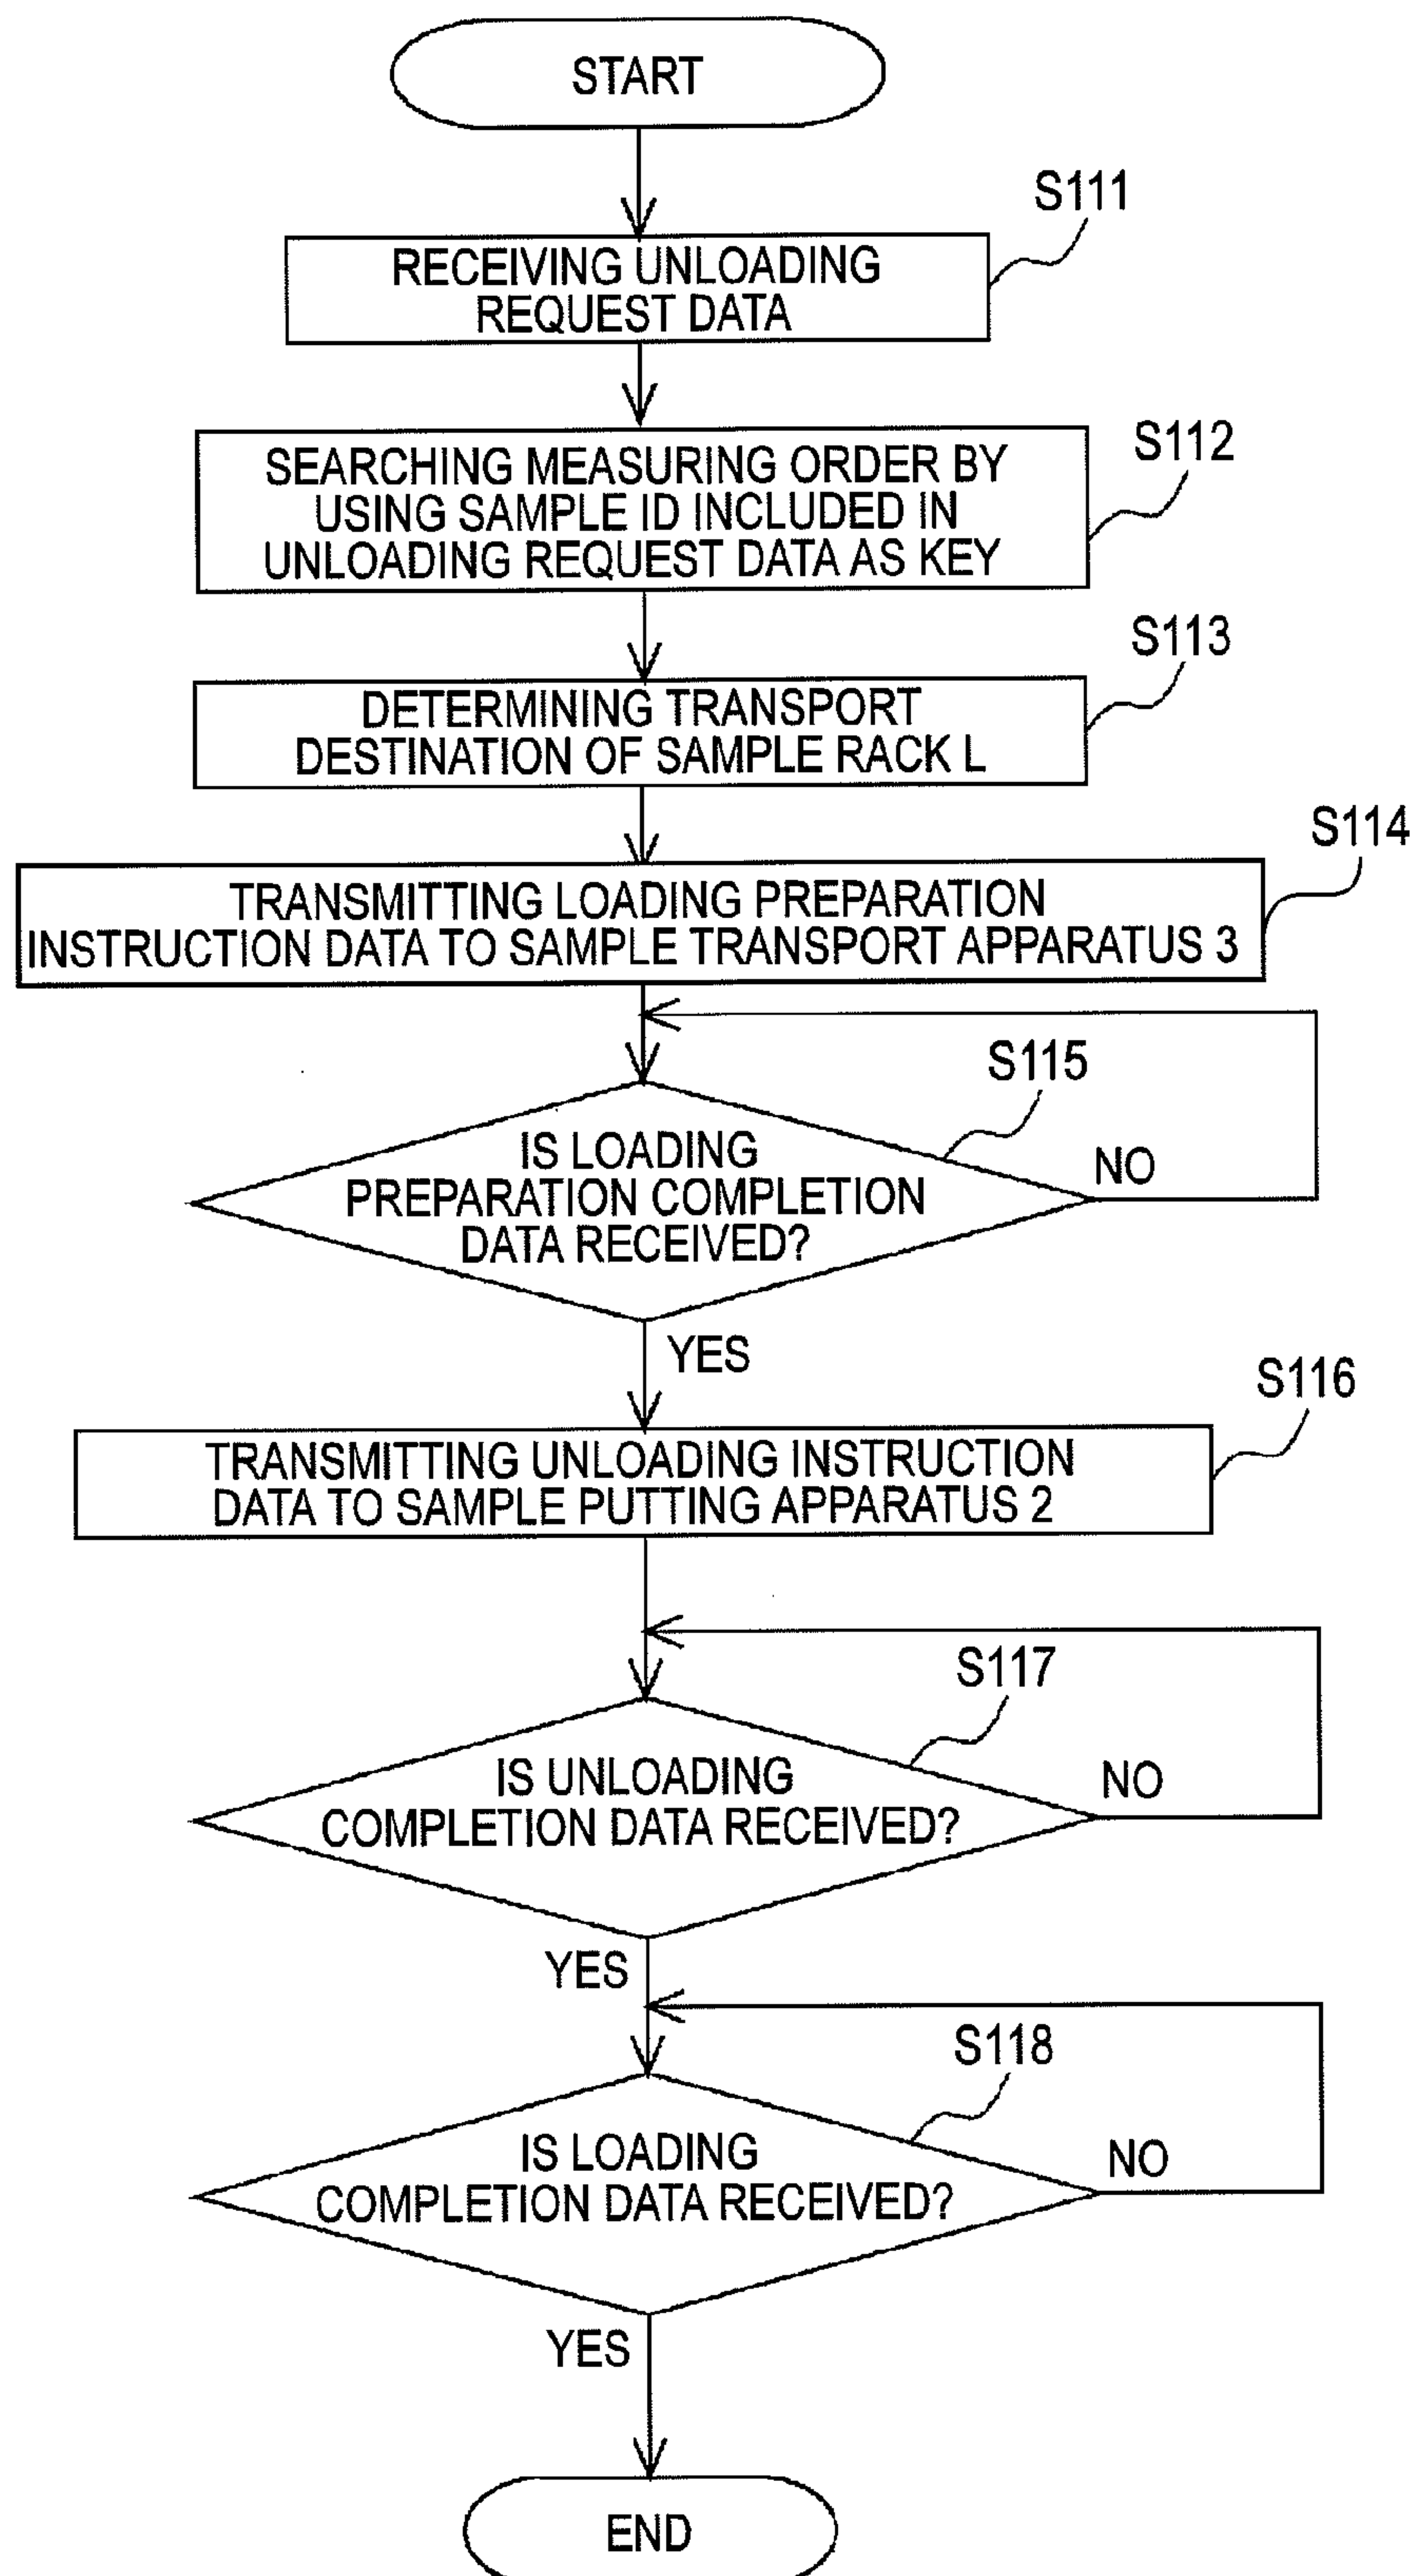 START
S111
RECEIVING UNLOADING
REQUEST DATA
S112
SEARCHING MEASURING ORDER BY
USING SAMPLE ID INCLUDED IN
UNLOADING REQUEST DATA AS KEY
S113
DETERMINING TRANSPORT
DESTINATION OF SAMPLE RACK L
S114
TRANSMITTING LOADING PREPARATION
INSTRUCTION DATA TO SAMPLE TRANSPORT APPARATUS 3
S115
IS LOADING
PREPARATION COMPLETION
DATA RECEIVED?
NO
YES
S116
TRANSMITTING UNLOADING INSTRUCTION
DATA TO SAMPLE PUTTING APPARATUS 2
S117
IS UNLOADING
COMPLETION DATA RECEIVED?
NO
YES
S118
IS LOADING
COMPLETION DATA RECEIVED?
NO
YES
END